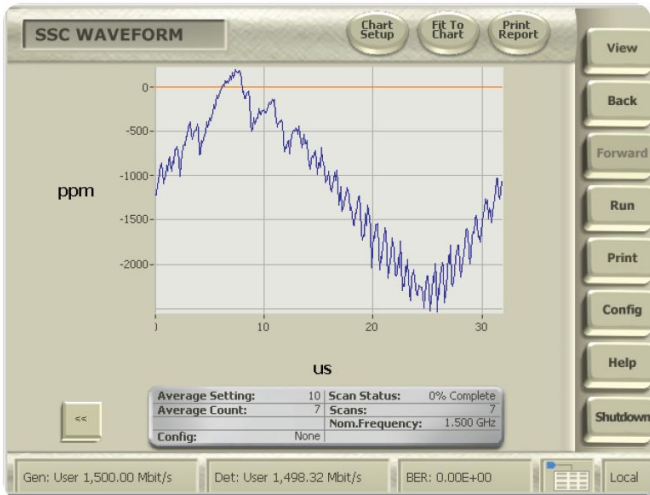 SSC WAVEFORM
Chart Setup
Fit To Chart
Print Report
View
Back
Forward
Run
Print
Config
Help
Shutdown
ppm
0
-500
-1000
-1500
-2000
10
20
30
us
<<
Average Setting: 10
Scan Status: 0% Complete
Average Count: 7
Scans: 7
Nom.Frequency: 1.500 GHz
Config: None
Gen: User 1,500.00 Mbit/s
Det: User 1,498.32 Mbit/s
BER: 0.00E+00
Local